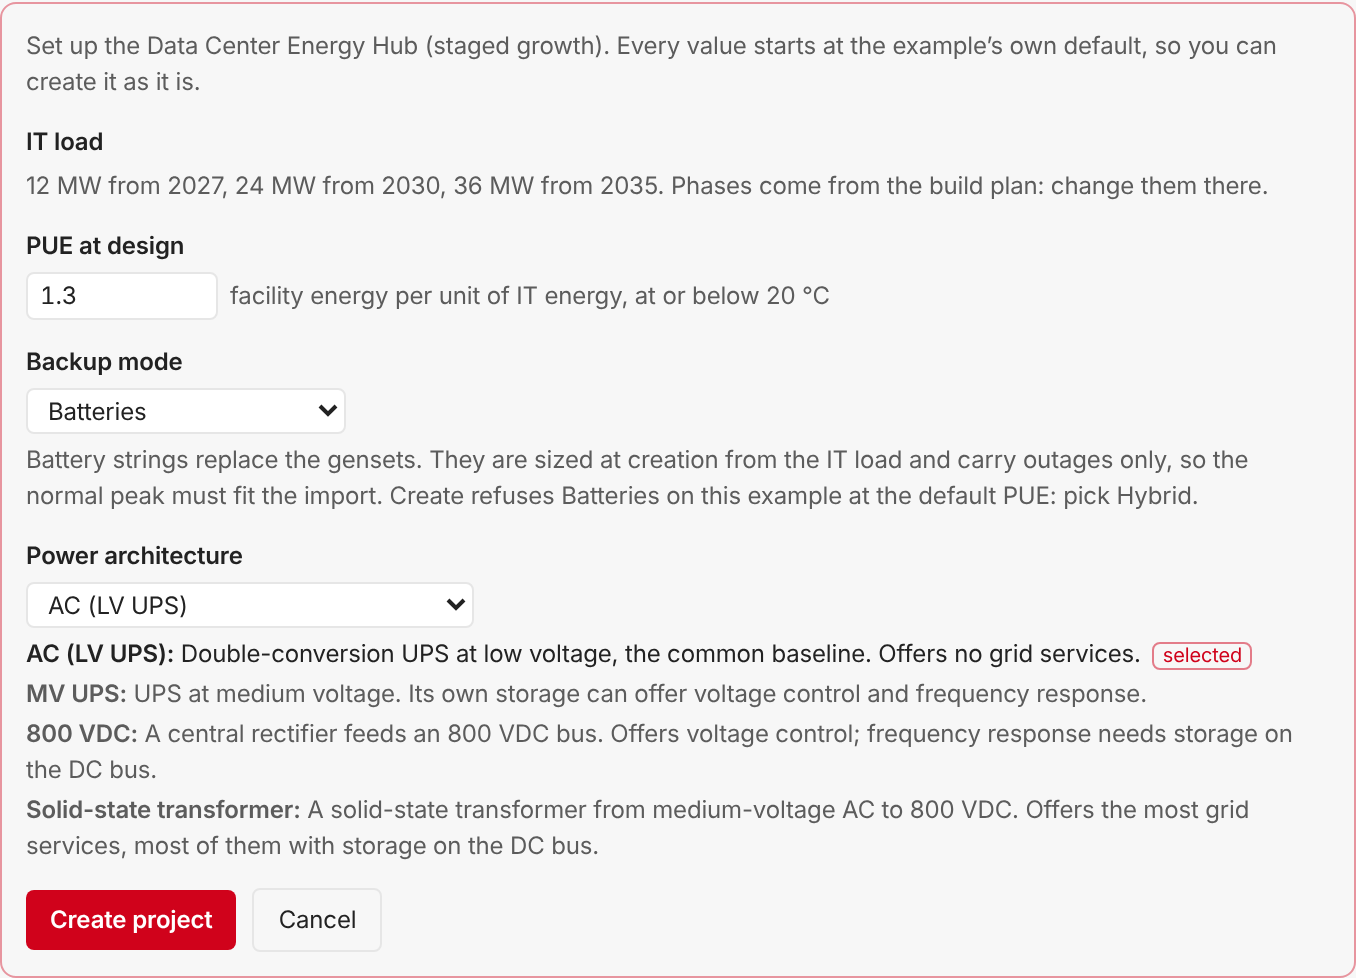 Set up the Data Center Energy Hub (staged growth). Every value starts at the example’s own default, so you can
create it as it is.
IT load
12 MW from 2027, 24 MW from 2030, 36 MW from 2035. Phases come from the build plan: change them there.
PUE at design
1.3 facility energy per unit of IT energy, at or below 20 °C
Backup mode
Batteries
Battery strings replace the gensets. They are sized at creation from the IT load and carry outages only, so the
normal peak must fit the import. Create refuses Batteries on this example at the default PUE: pick Hybrid.
Power architecture
AC (LV UPS)
AC (LV UPS): Double-conversion UPS at low voltage, the common baseline. Offers no grid services. selected
MV UPS: UPS at medium voltage. Its own storage can offer voltage control and frequency response.
800 VDC: A central rectifier feeds an 800 VDC bus. Offers voltage control; frequency response needs storage on
the DC bus.
Solid-state transformer: A solid-state transformer from medium-voltage AC to 800 VDC. Offers the most grid
services, most of them with storage on the DC bus.
Create project Cancel